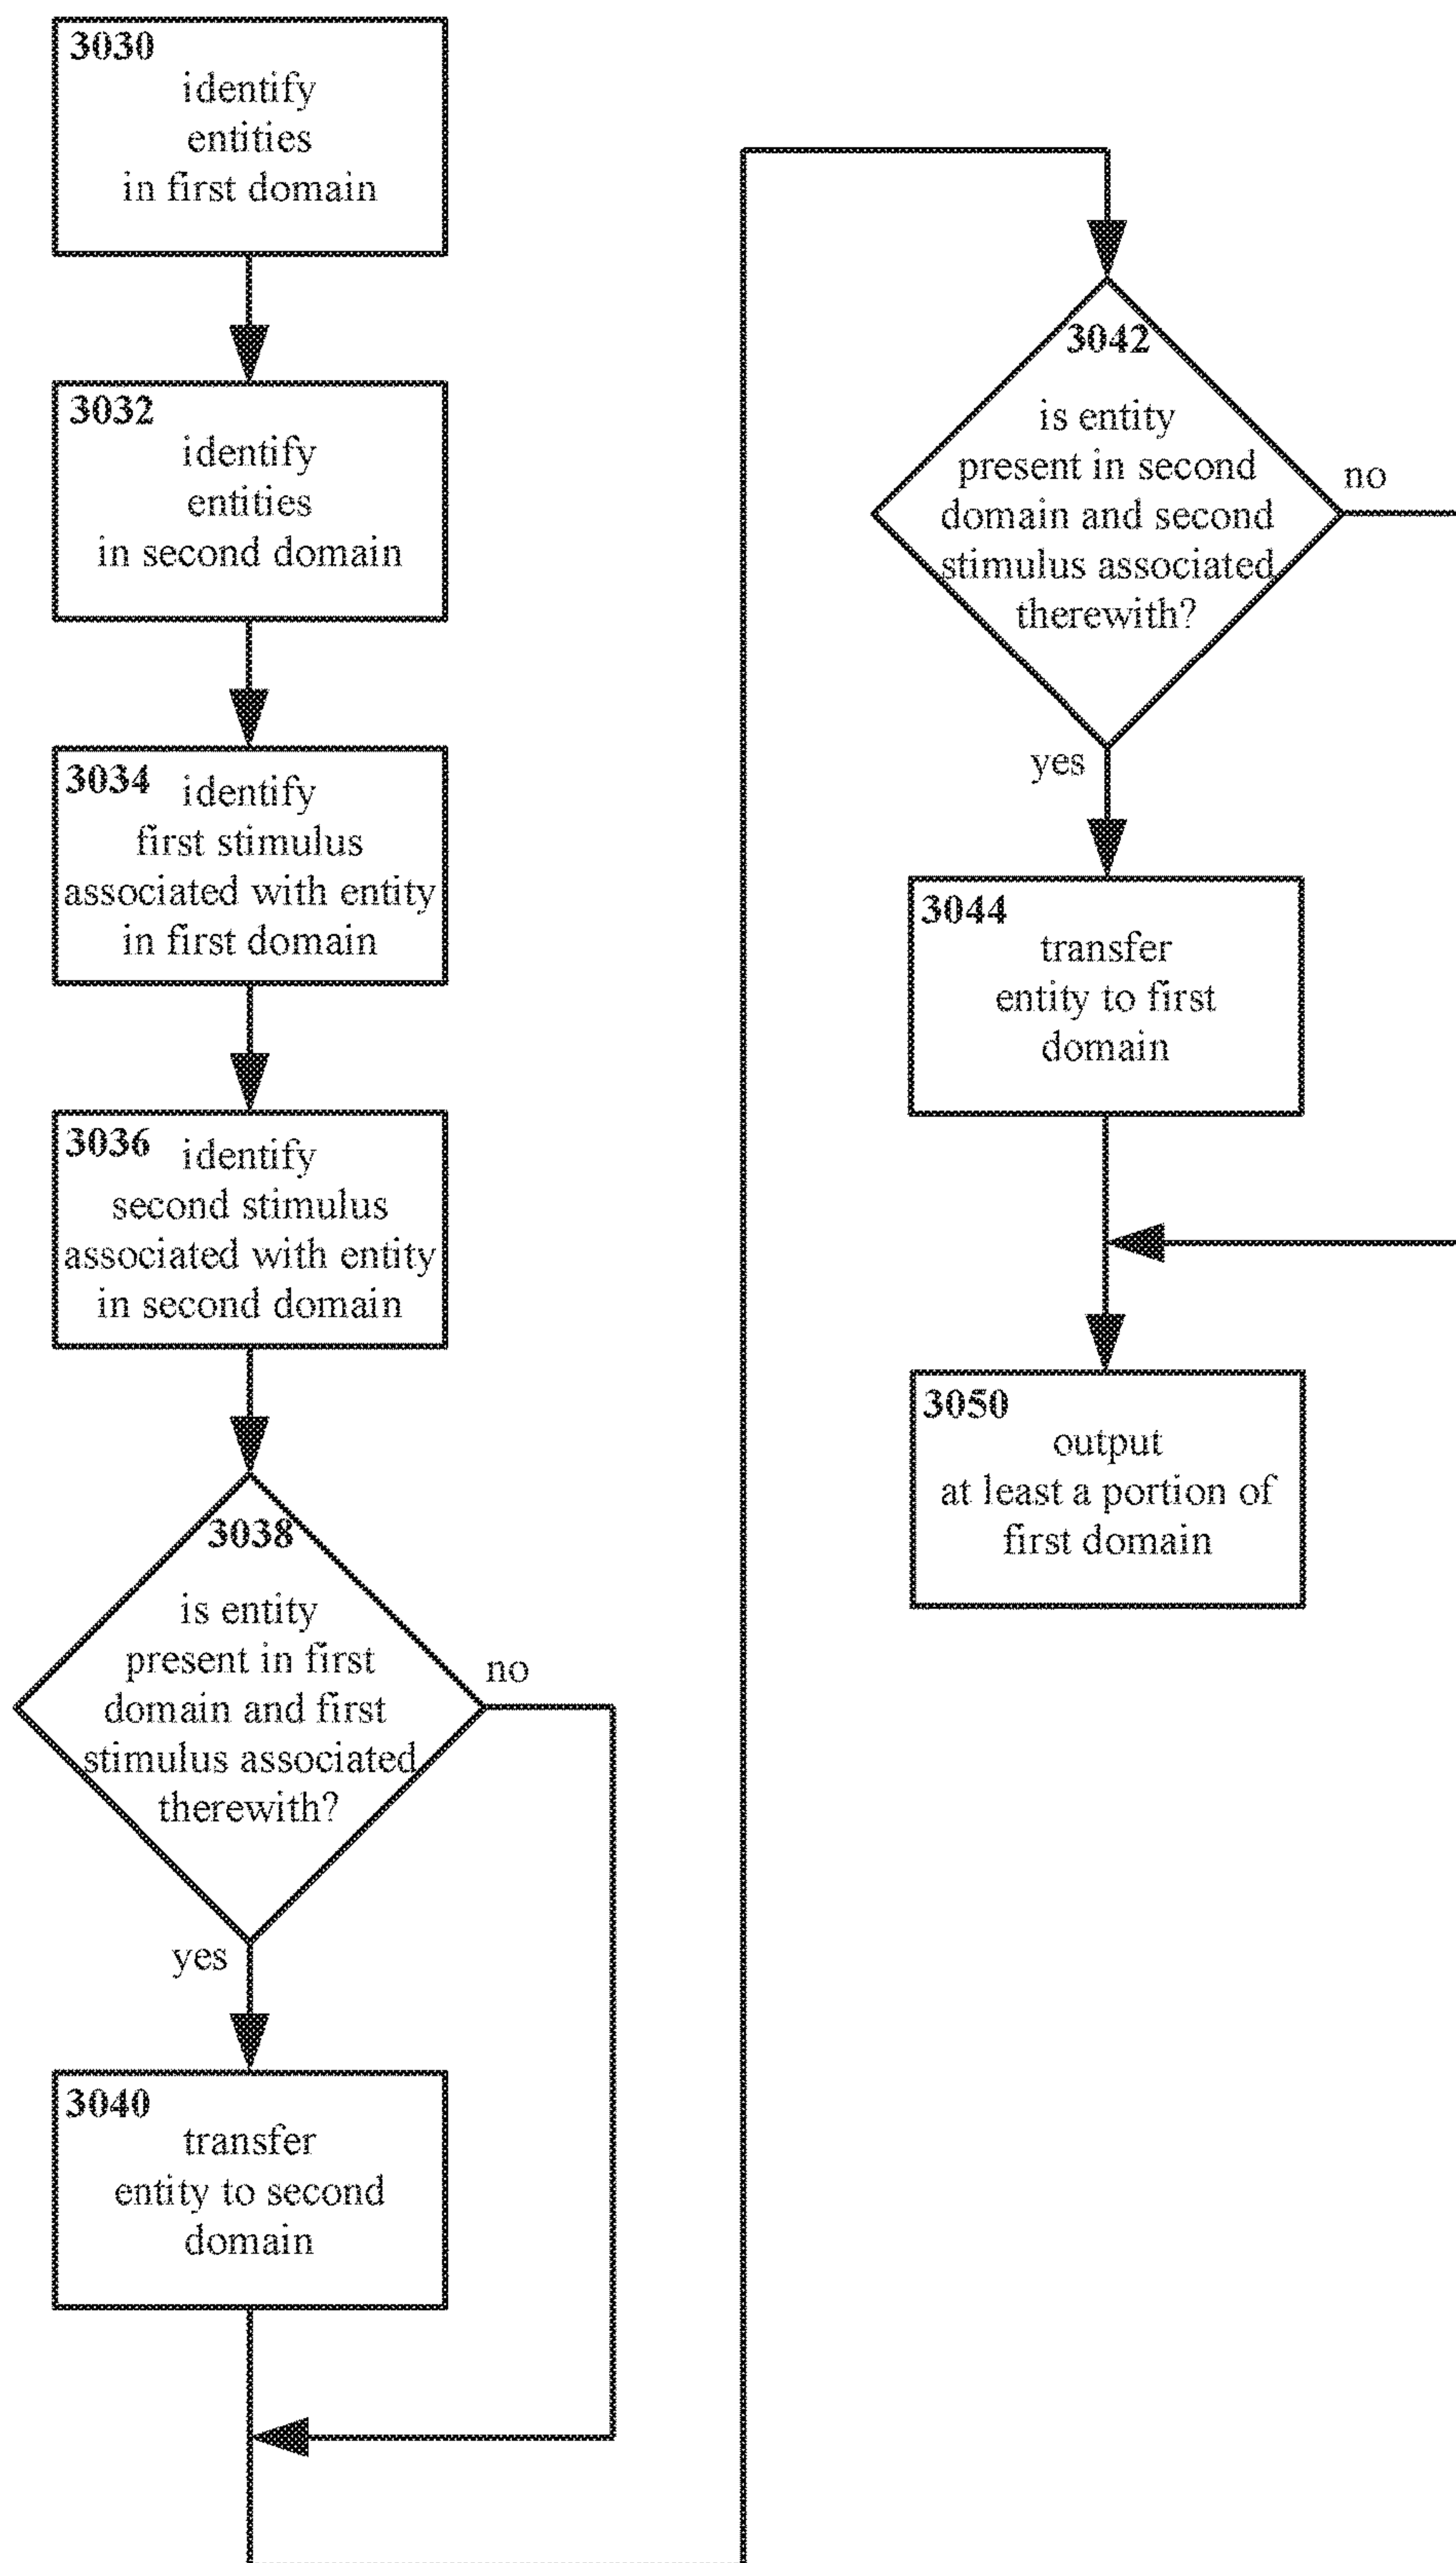 3030
identify
entities
in first domain
3032
identify
entities
in second domain
3034 identify
first stimulus
associated with entity
in first domain
3036 identify
second stimulus
associated with entity
in second domain
3038
is entity
present in first
domain and first
stimulus associated
therewith?
no
yes
3040
transfer
entity to second
domain
3042
is entity
present in second
domain and second
stimulus associated
therewith?
no
yes
3044
transfer
entity to first
domain
3050
output
at least a portion of
first domain